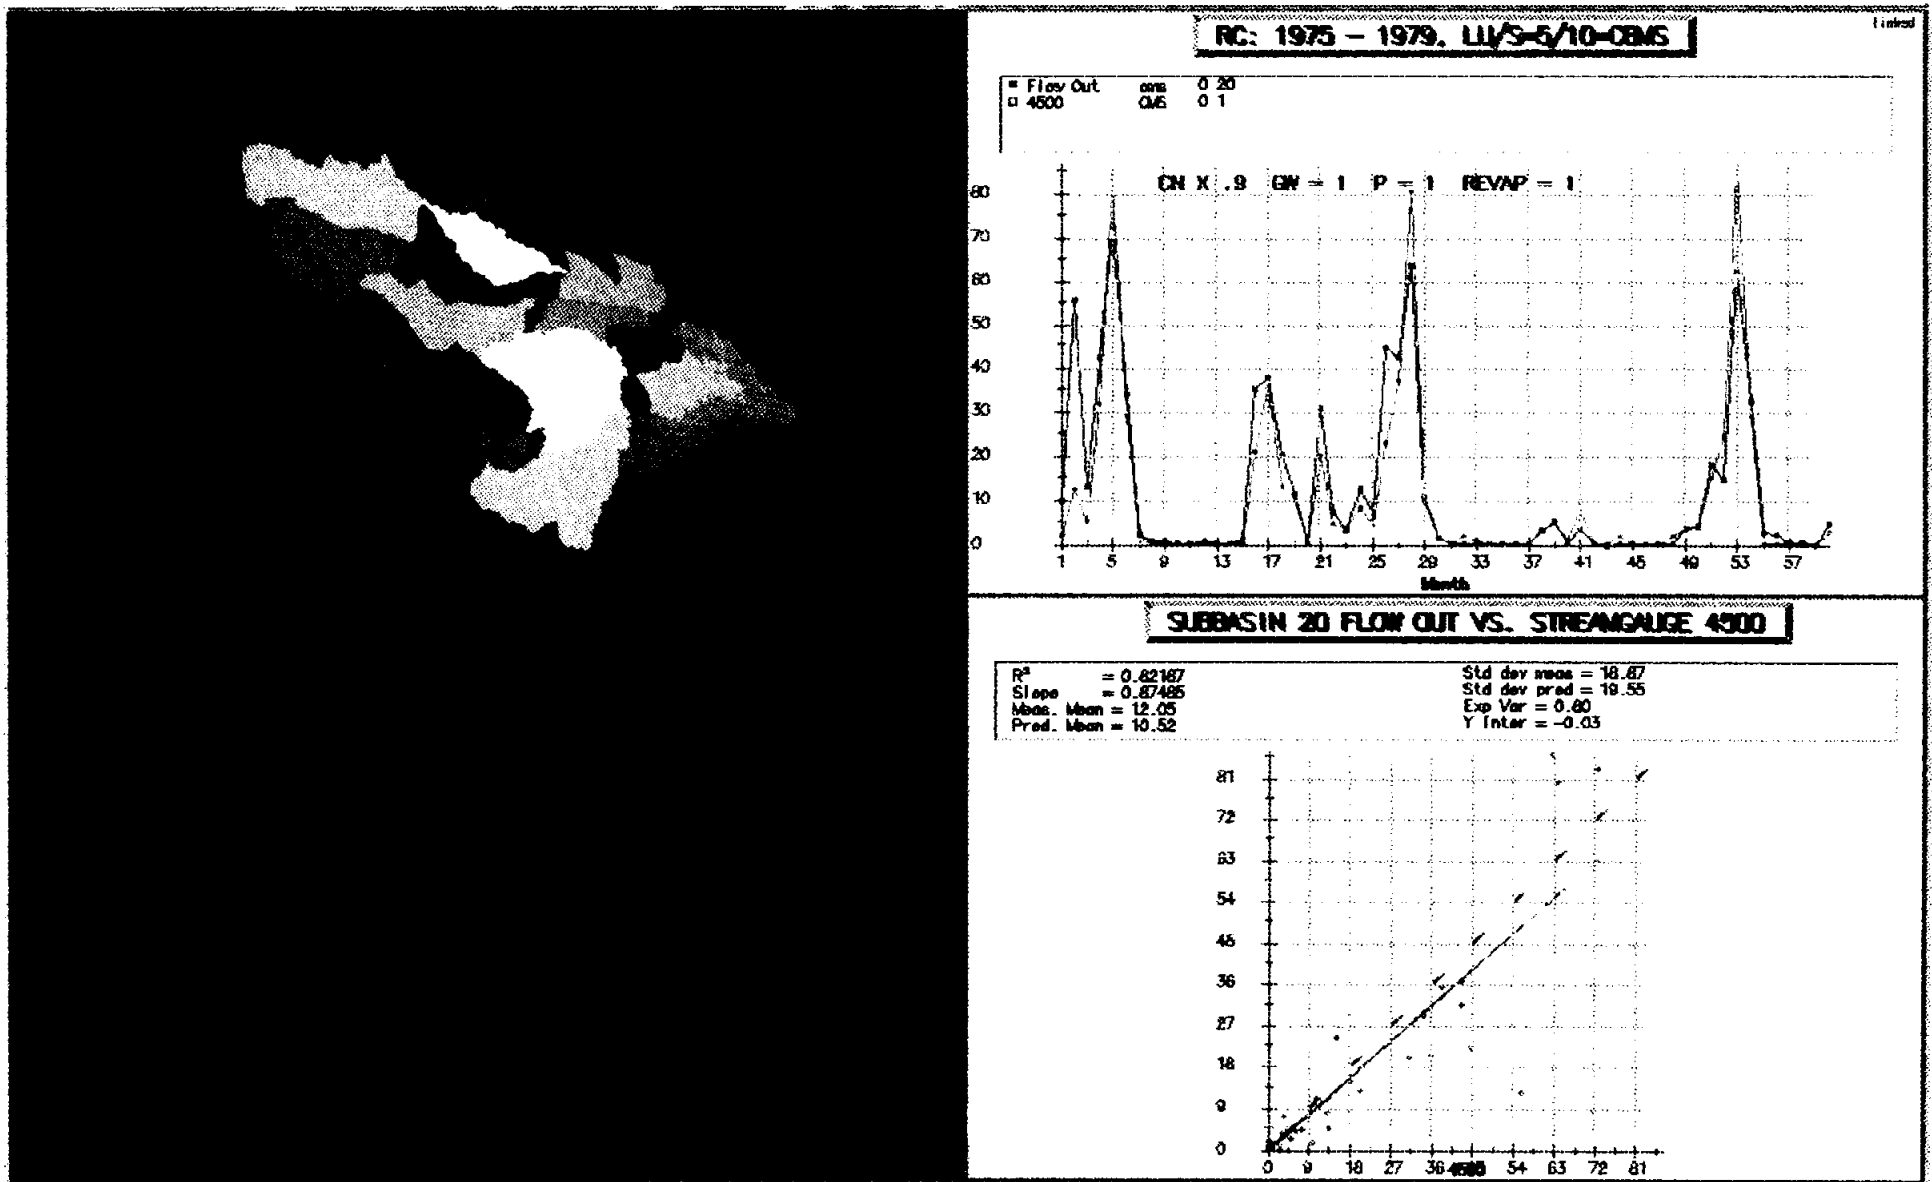 Linked
RC: 1975 - 1979. LU/S=5/10=CBMS
Flow Out cms 0 20
4500 CMS 0 1
CN X .9 GW = 1 P = 1 REVAP = 1
80
70
60
50
40
30
20
10
0
1 5 9 13 17 21 25 29 33 37 41 45 49 53 57
Month
SUBBASIN 20 FLOW OUT VS. STREAMGAUGE 4500
R² = 0.82187
Slope = 0.87485
Meas. Mean = 12.05
Pred. Mean = 10.52
Std dev meas = 18.87
Std dev pred = 19.55
Exp Var = 0.80
Y Inter = -0.03
81
72
63
54
45
36
27
18
9
0
0 9 18 27 36 4500 54 63 72 81